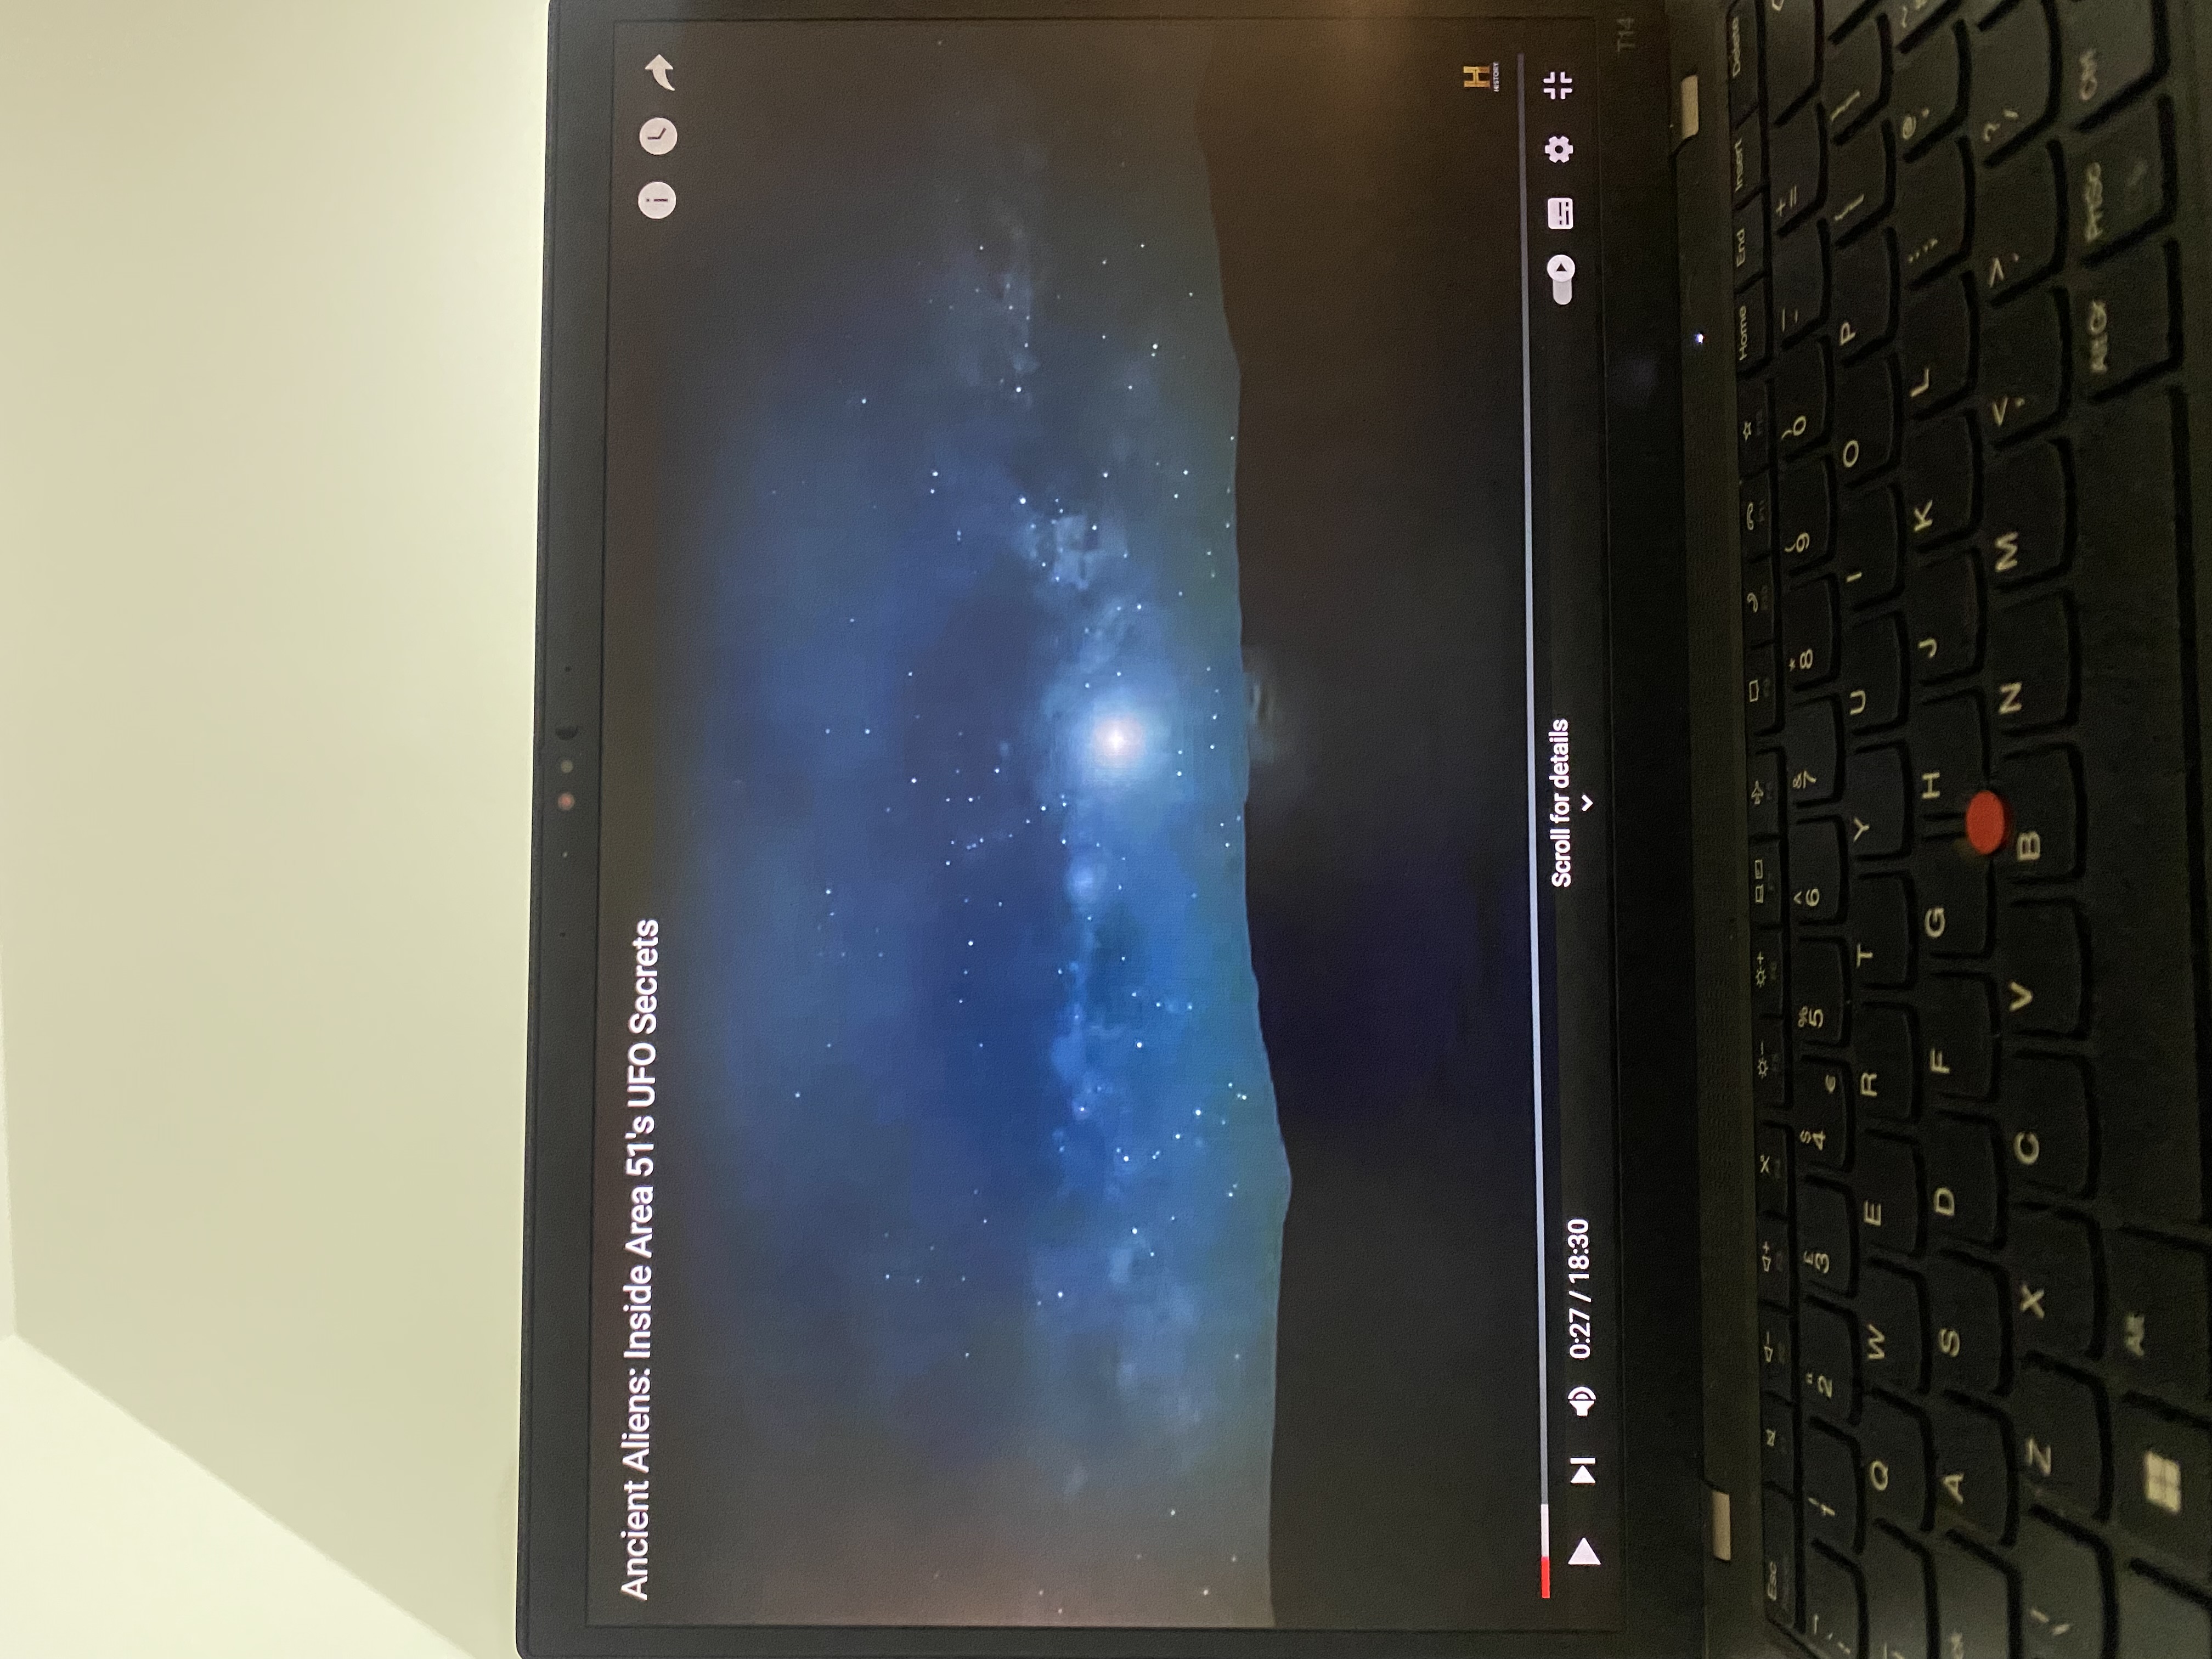 Ancient Aliens: Inside Area 51's UFO Secrets
H
HISTORY
Scroll for details
0:27 / 18:30
T14
Esc
Home End Insert Delete
" 2 £ 3 $ 4 € % 5 ^ 6 & 7 * 8 ( 9 ) 0 - + =
Q W E R T Y U I O P { }
A S D F G H J K L : ; @ '
Z X C V B N M < , > . ? /
Alt Alt Gr PrtSc Ctrl